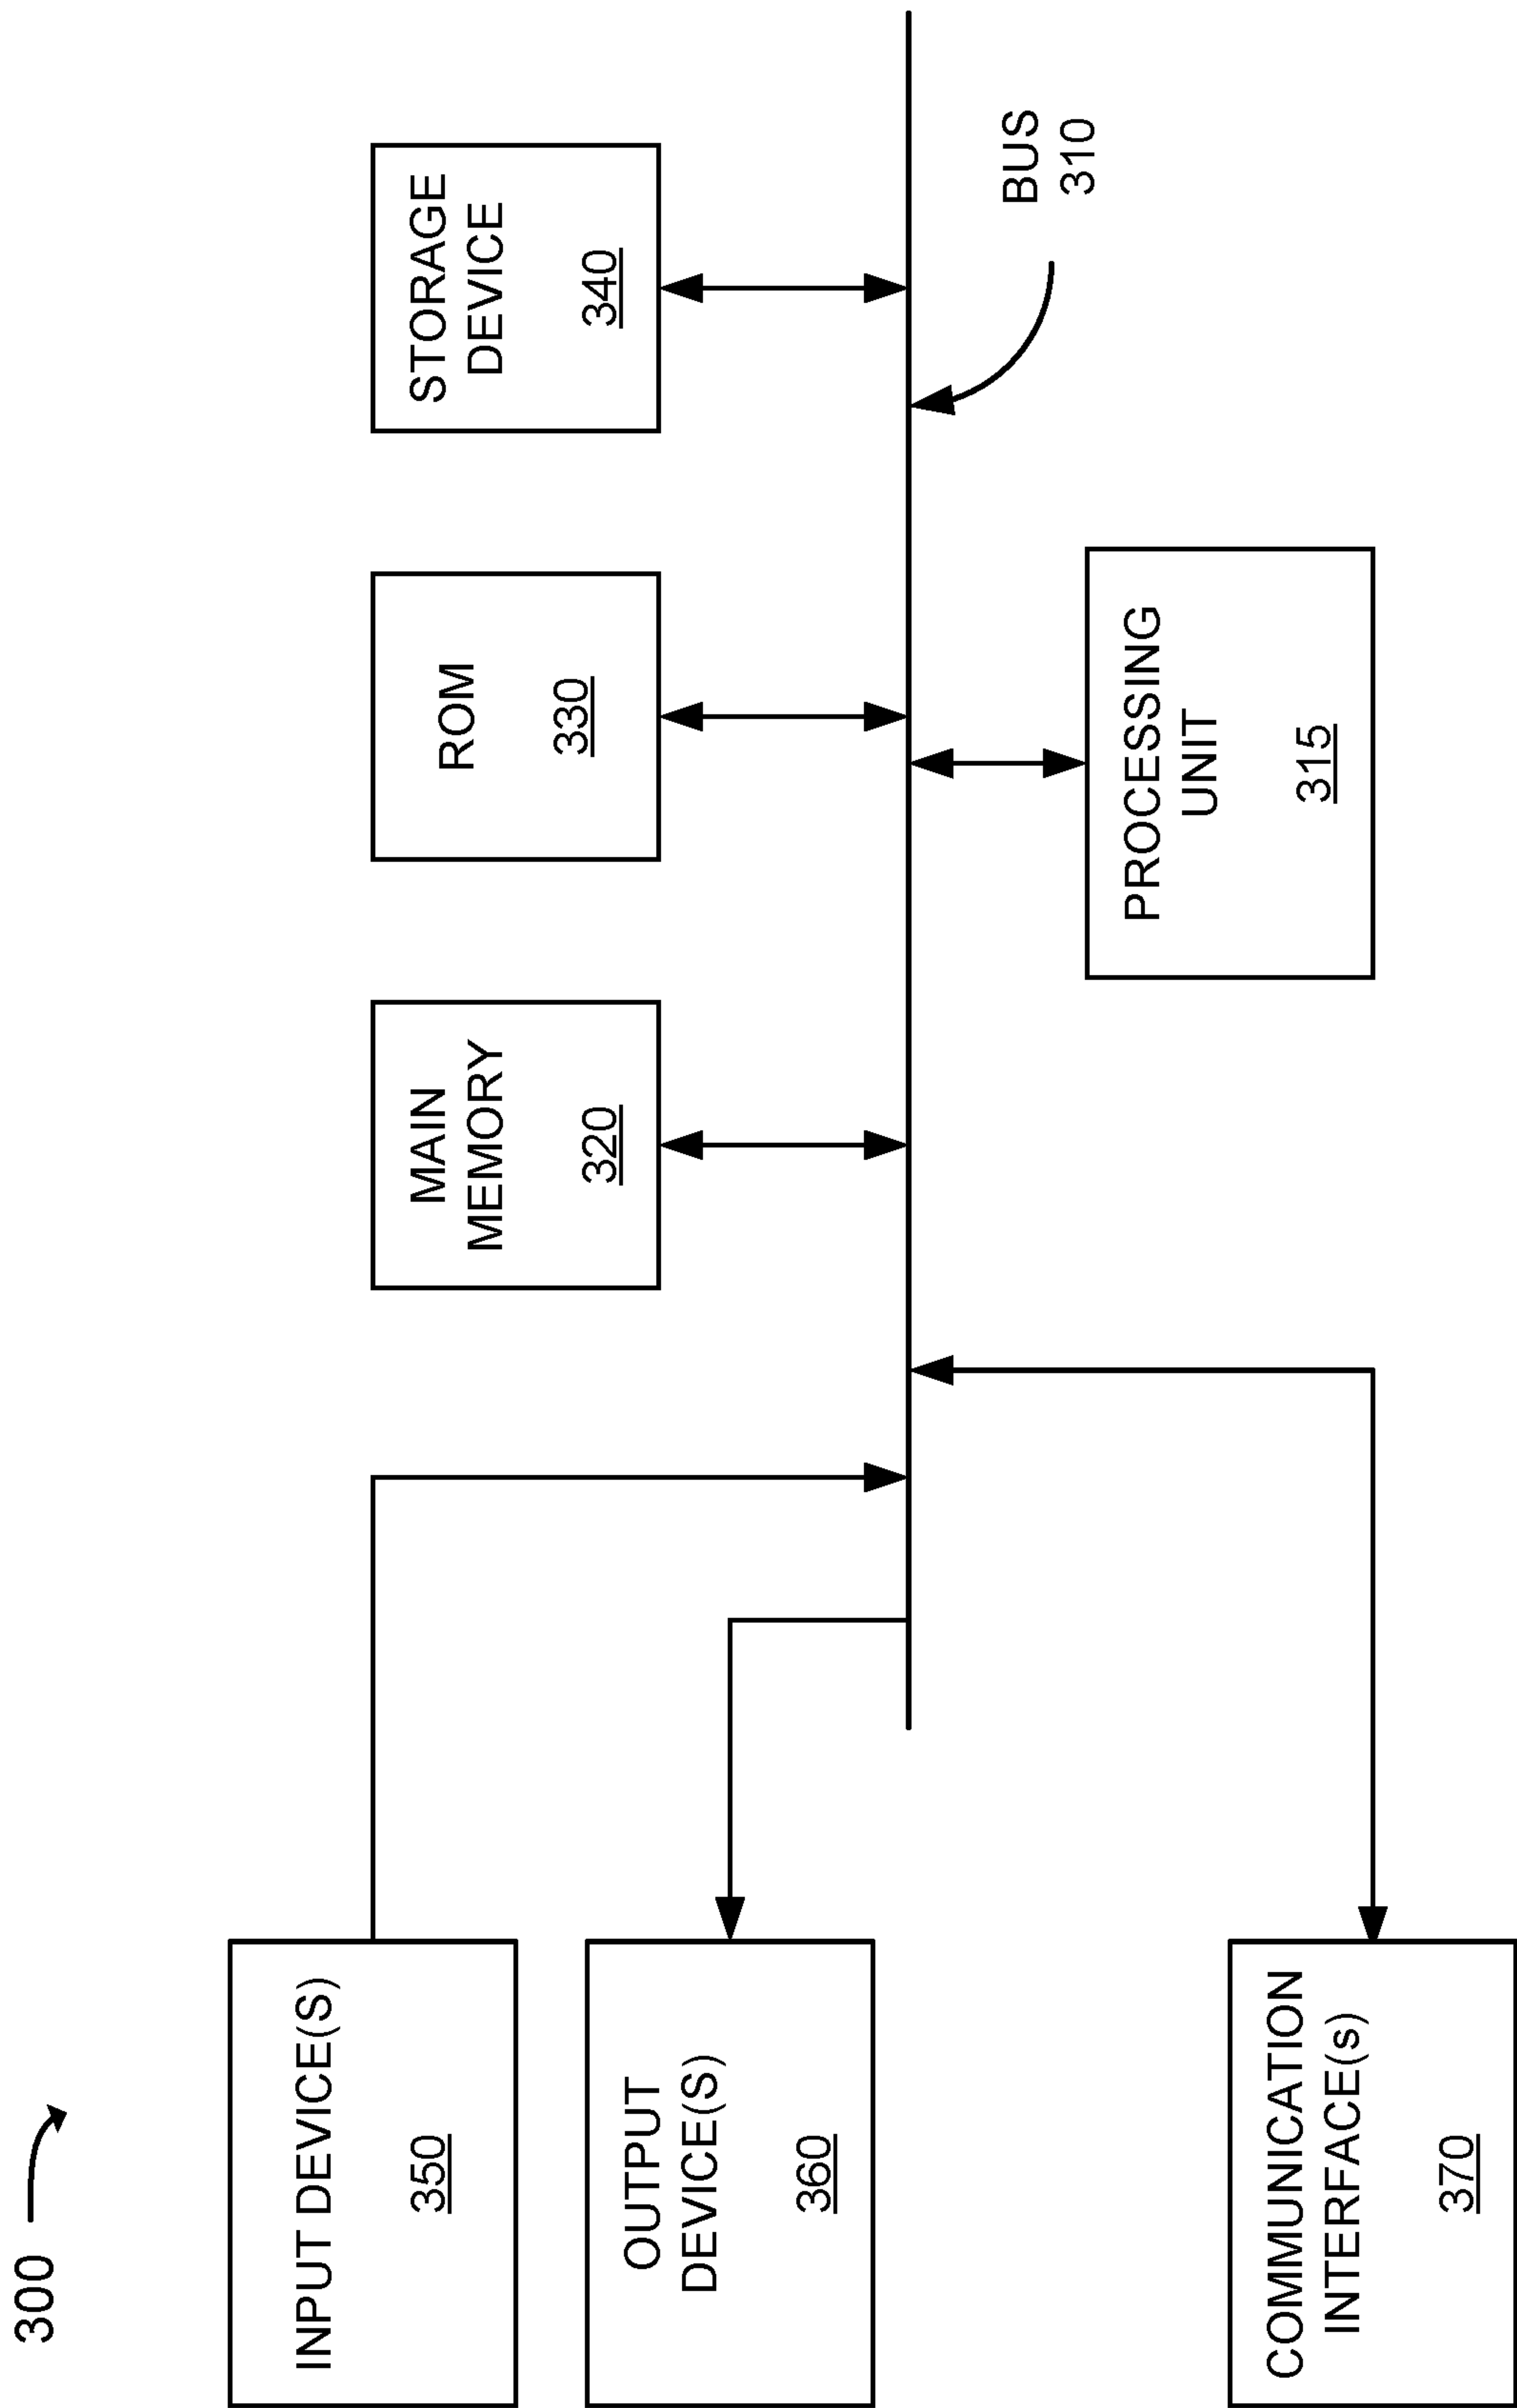 300
INPUT DEVICE(S)
350
OUTPUT
DEVICE(S)
360
COMMUNICATION
INTERFACE(s)
370
MAIN
MEMORY
320
ROM
330
STORAGE
DEVICE
340
PROCESSING
UNIT
315
BUS
310